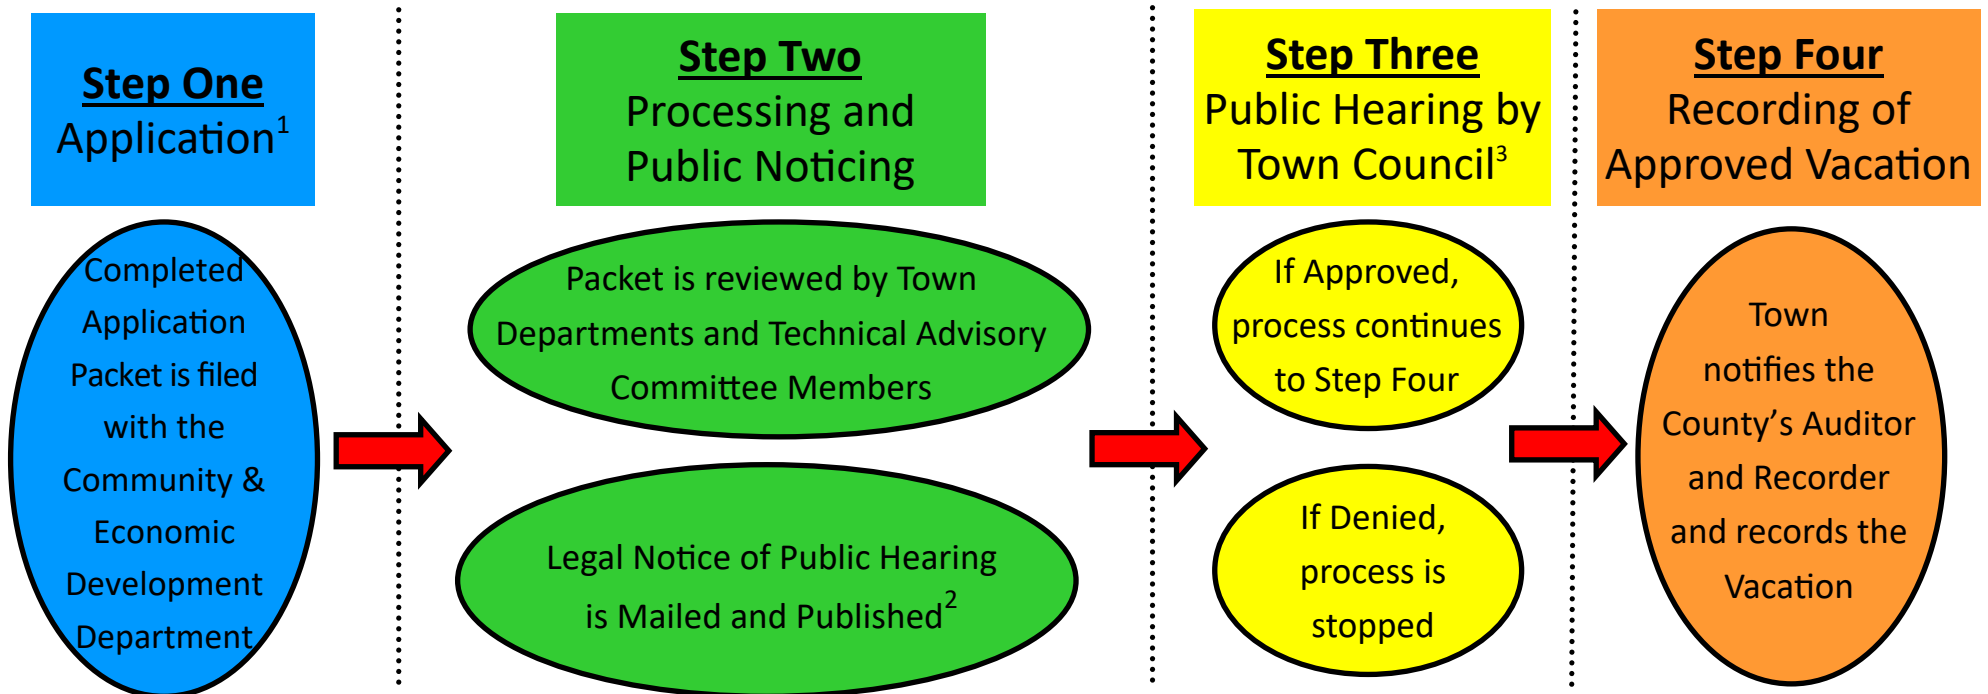 Step One
Application1
Completed
Application
Packet is filed
with the
Community &
Economic
Development
Department
Step Two
Processing and
Public Noticing
Packet is reviewed by Town
Departments and Technical Advisory
Committee Members
Legal Notice of Public Hearing
is Mailed and Published2
Step Three
Public Hearing by
Town Council3
If Approved,
process continues
to Step Four
If Denied,
process is
stopped
Step Four
Recording of
Approved Vacation
Town
notifies the
County’s Auditor
and Recorder
and records the
Vacation